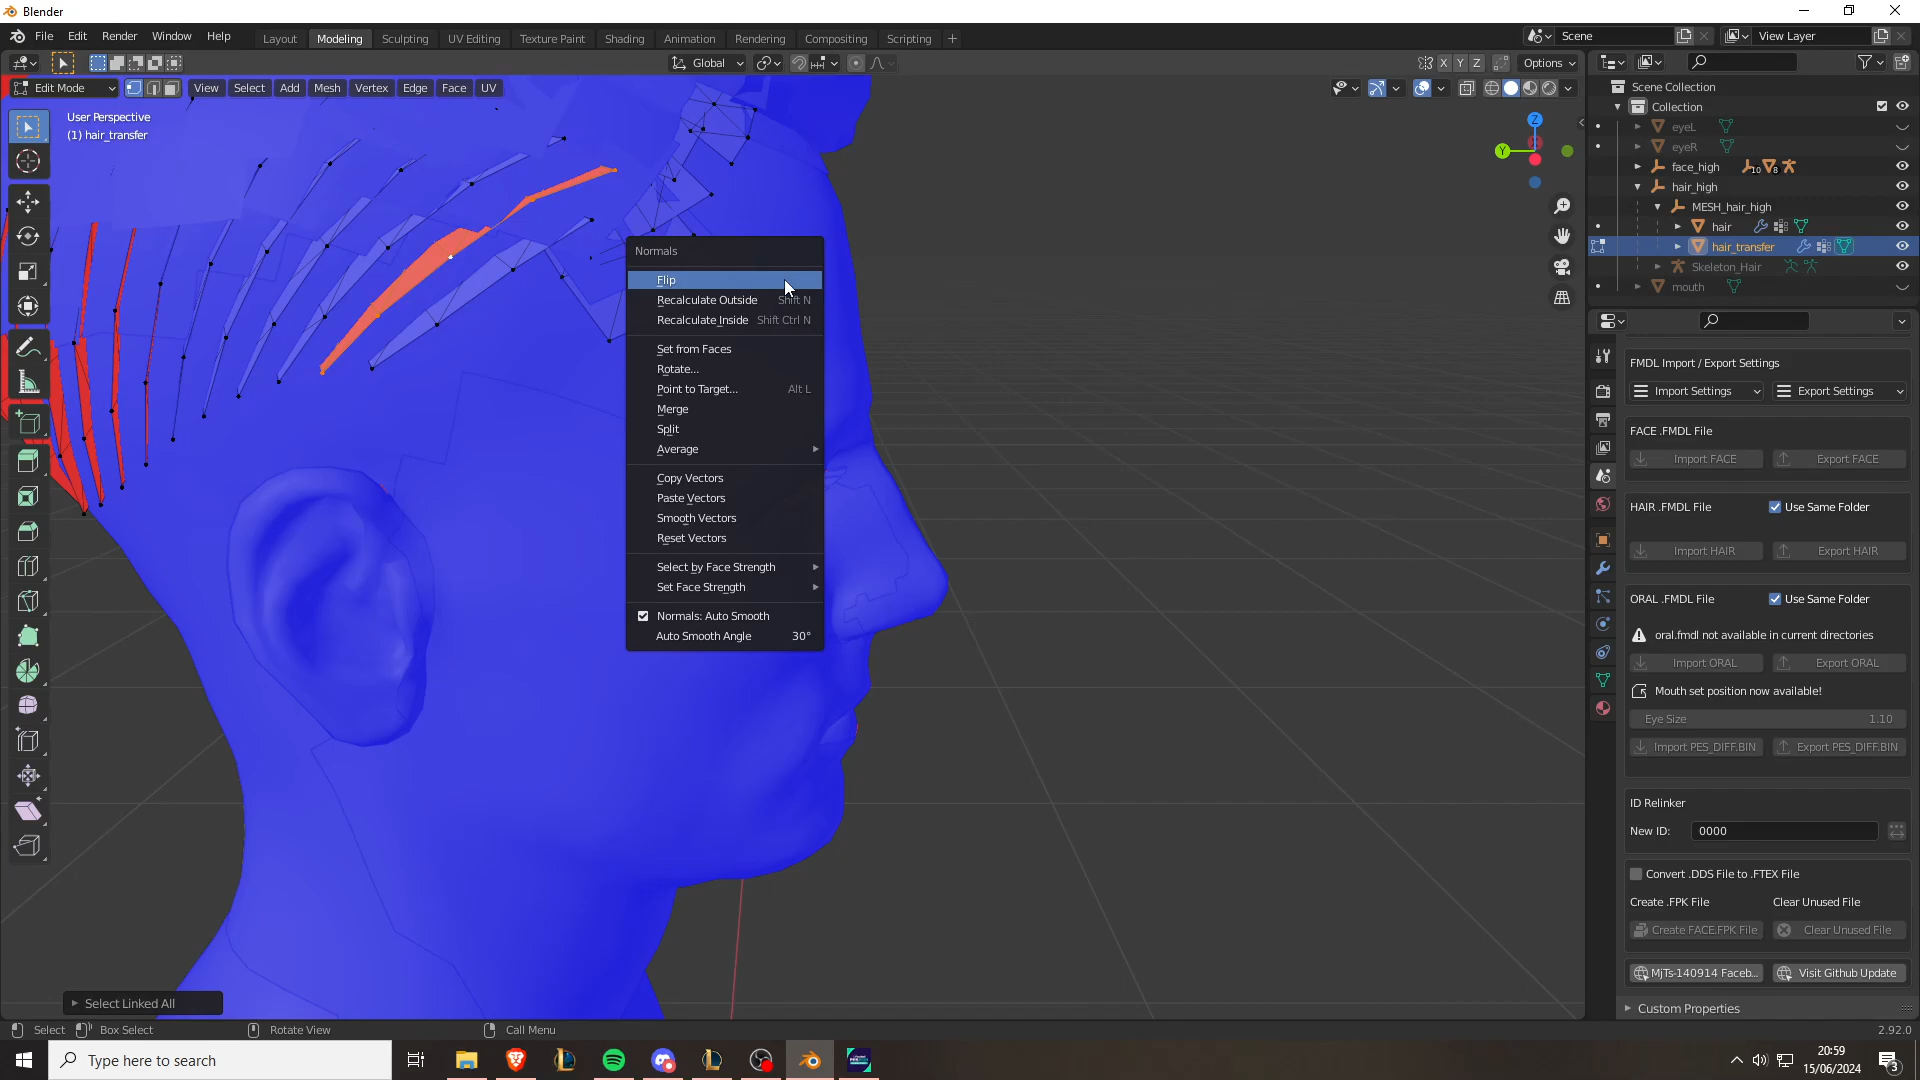 Blender
File Edit Render Window Help
Layout Modeling Sculpting UV Editing Texture Paint Shading Animation Rendering Compositing Scripting +
Scene
View Layer
Global
X Y Z
Options
Edit Mode View Select Add Mesh Vertex Edge Face UV
User Perspective
(1) hair_transfer
Z
Y
Normals
Flip
Recalculate Outside Shift N
Recalculate Inside Shift Ctrl N
Set from Faces
Rotate...
Point to Target... Alt L
Merge
Split
Average
Copy Vectors
Paste Vectors
Smooth Vectors
Reset Vectors
Select by Face Strength
Set Face Strength
Normals: Auto Smooth
Auto Smooth Angle 30°
Select Linked All
Select Box Select Rotate View Call Menu
2.92.0
Scene Collection
Collection
eyeL
eyeR
face_high 10 8
hair_high
MESH_hair_high
hair
hair_transfer
Skeleton_Hair
mouth
FMDL Import / Export Settings
Import Settings Export Settings
FACE .FMDL File
Import FACE Export FACE
HAIR .FMDL File Use Same Folder
Import HAIR Export HAIR
ORAL .FMDL File Use Same Folder
oral.fmdl not available in current directories
Import ORAL Export ORAL
Mouth set position now available!
Eye Size 1.10
Import PES_DIFF.BIN Export PES_DIFF.BIN
ID Relinker
New ID: 0000
Convert .DDS File to .FTEX File
Create .FPK File Clear Unused File
Create FACE.FPK File Clear Unused File
MjTs-140914 Faceb... Visit Github Update
Custom Properties
Type here to search
20:59
15/06/2024
3